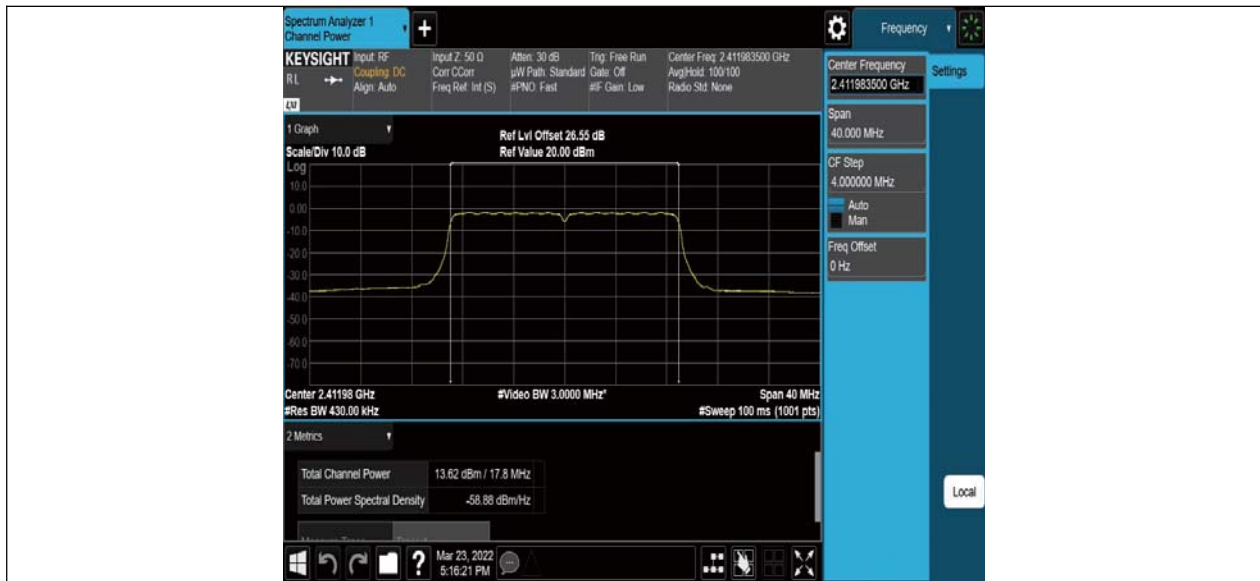 Spectrum Analyzer 1
Channel Power
+
Frequency
KEYSIGHT
RL
Input: RF
Coupling: DC
Align: Auto
Input Z: 50 Ω
Corr CCorr
Freq Ref: Int (S)
Atten: 30 dB
µW Path: Standard
#PNO: Fast
Trig: Free Run
Gate: Off
#IF Gain: Low
Center Freq: 2.411983500 GHz
Avg|Hold: 100/100
Radio Std: None
Center Frequency
2.411983500 GHz
Settings
Span
40.000 MHz
CF Step
4.000000 MHz
Auto
Man
Freq Offset
0 Hz
1 Graph
Scale/Div 10.0 dB
Ref Lvl Offset 26.55 dB
Ref Value 20.00 dBm
Log
10.0
0.00
-10.0
-20.0
-30.0
-40.0
-50.0
-60.0
-70.0
Center 2.41198 GHz
#Video BW 3.0000 MHz*
Span 40 MHz
#Res BW 430.00 kHz
#Sweep 100 ms (1001 pts)
2 Metrics
Total Channel Power 13.62 dBm / 17.8 MHz
Total Power Spectral Density -58.88 dBm/Hz
Local
?
Mar 23, 2022
5:16:21 PM